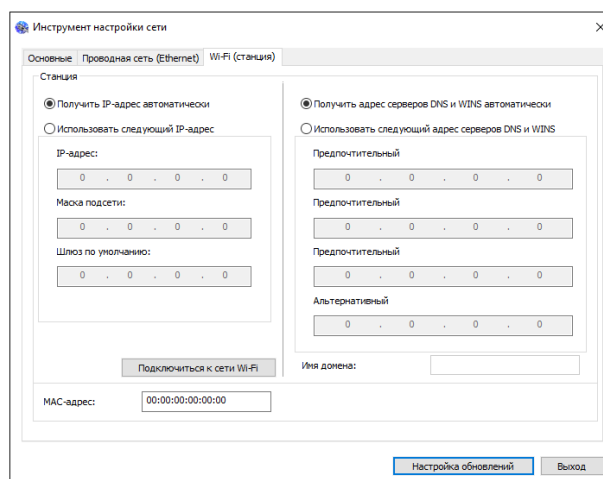 Инструмент настройки сети
Основные Проводная сеть (Ethernet) Wi-Fi (станция)
Станция
Получить IP-адрес автоматически
Использовать следующий IP-адрес
IP-адрес:
0 . 0 . 0 . 0
Маска подсети:
0 . 0 . 0 . 0
Шлюз по умолчанию:
0 . 0 . 0 . 0
Подключиться к сети Wi-Fi
Получить адрес серверов DNS и WINS автоматически
Использовать следующий адрес серверов DNS и WINS
Предпочтительный
0 . 0 . 0 . 0
Предпочтительный
0 . 0 . 0 . 0
Предпочтительный
0 . 0 . 0 . 0
Альтернативный
0 . 0 . 0 . 0
Имя домена:
MAC-адрес: 00:00:00:00:00:00
Настройка обновлений Выход